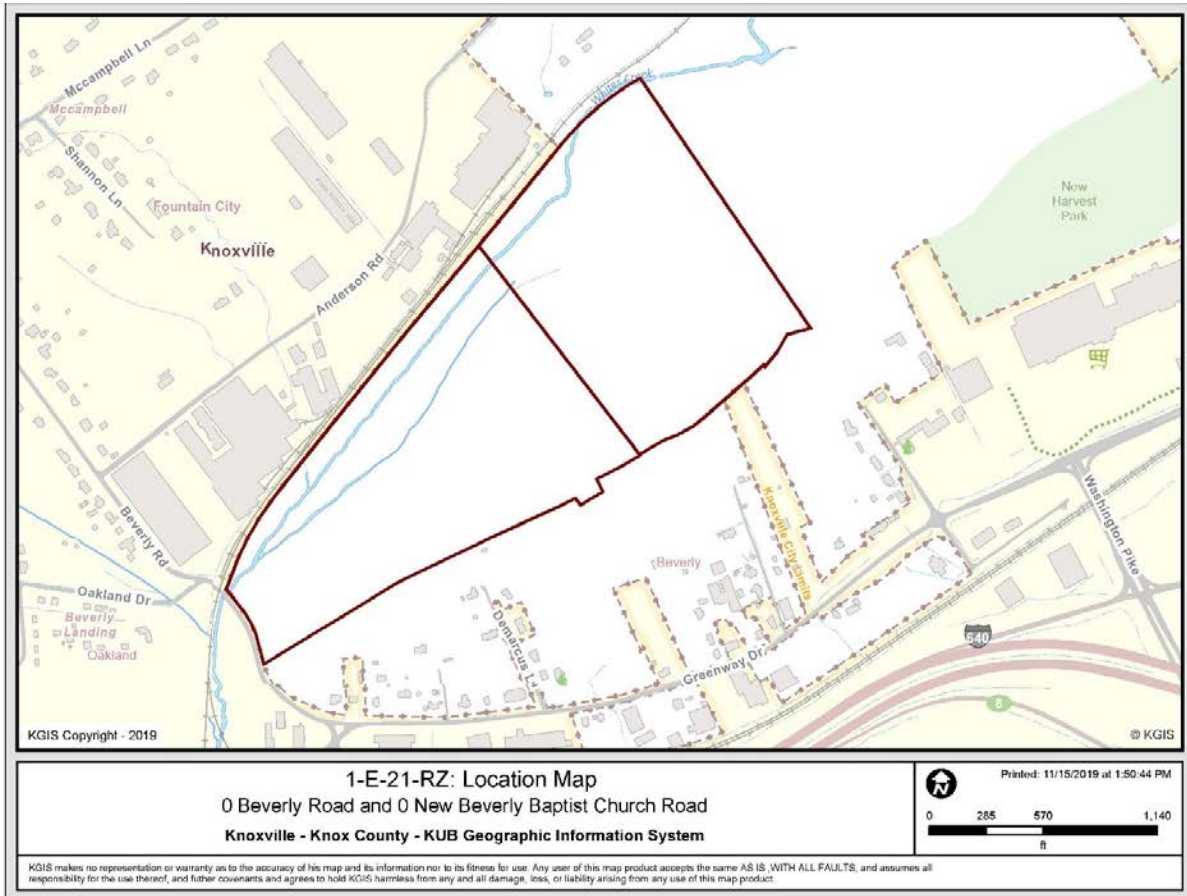 Mccampbell Ln
Mccampbell
Shannon Ln
Fountain City
Knoxville
Anderson Rd
Whites Creek
New
Harvest
Park
Beverly Rd
Oakland Dr
Beverly
Landing
Oakland
Demarcus Ln
Beverly
Knoxville City Limits
Greenway Dr
Washington Pike
640
8
KGIS Copyright - 2019
© KGIS
1-E-21-RZ: Location Map
0 Beverly Road and 0 New Beverly Baptist Church Road
Knoxville - Knox County - KUB Geographic Information System
N
Printed: 11/15/2019 at 1:50:44 PM
0 285 570 1,140
ft
KGIS makes no representation or warranty as to the accuracy of his map and its information nor to its fitness for use. Any user of this map product accepts the same AS IS ,WITH ALL FAULTS, and assumes all
responsibility for the use thereof, and futher covenants and agrees to hold KGIS harmless from any and all damage, loss, or liability arising from any use of this map product.